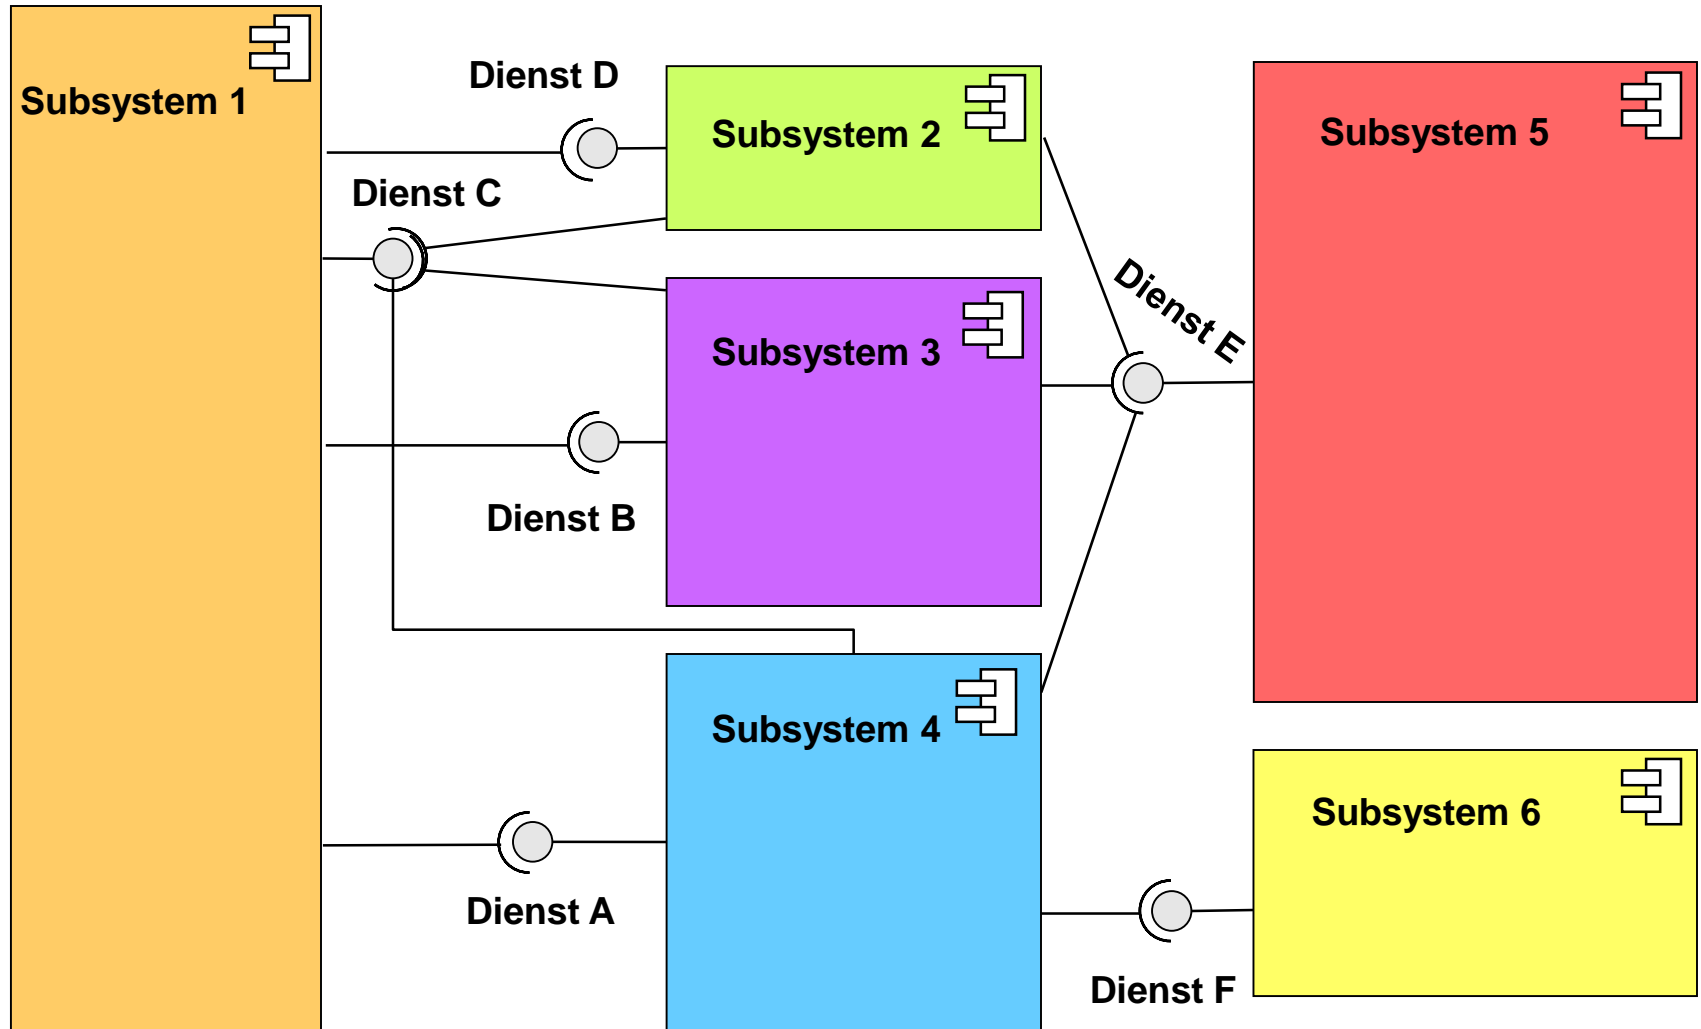 Subsystem 1
Dienst D
Subsystem 2
Subsystem 5
Dienst C
Dienst E
Subsystem 3
Dienst B
Subsystem 4
Subsystem 6
Dienst A
Dienst F